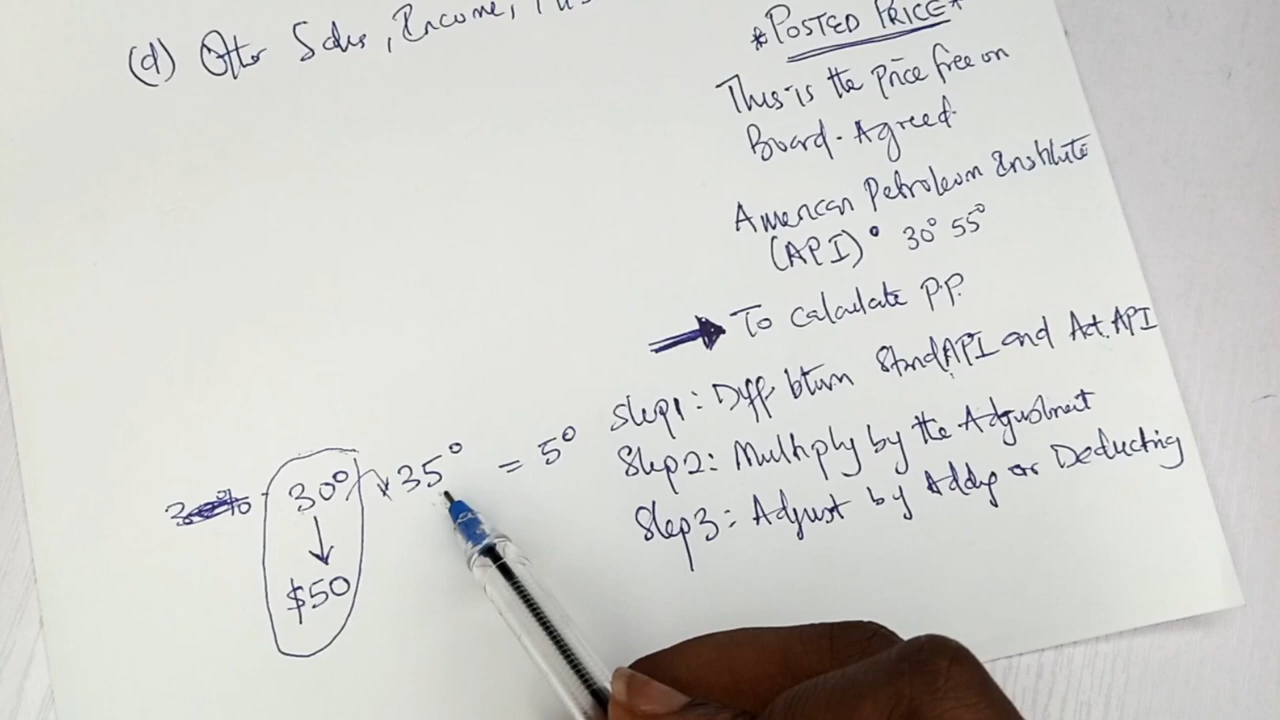 (d) Other Sales, Income,
*POSTED PRICE*
This is the price free on
Board - Agreed
American Petroleum Institute
(API)° 30° 55°
To calculate P.P.
Step1: Diff btwn Stand API and Act. API
Step2: Multiply by the Adjustment
Step3: Adjust by Adding or Deducting
30° 35° = 5°
$50